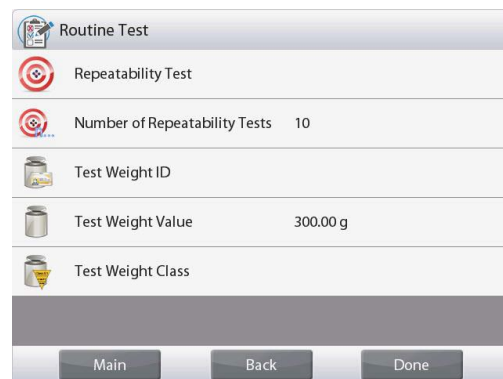 Routine Test
Repeatability Test
Number of Repeatability Tests 10
Test Weight ID
Test Weight Value 300.00 g
Test Weight Class
Main Back Done